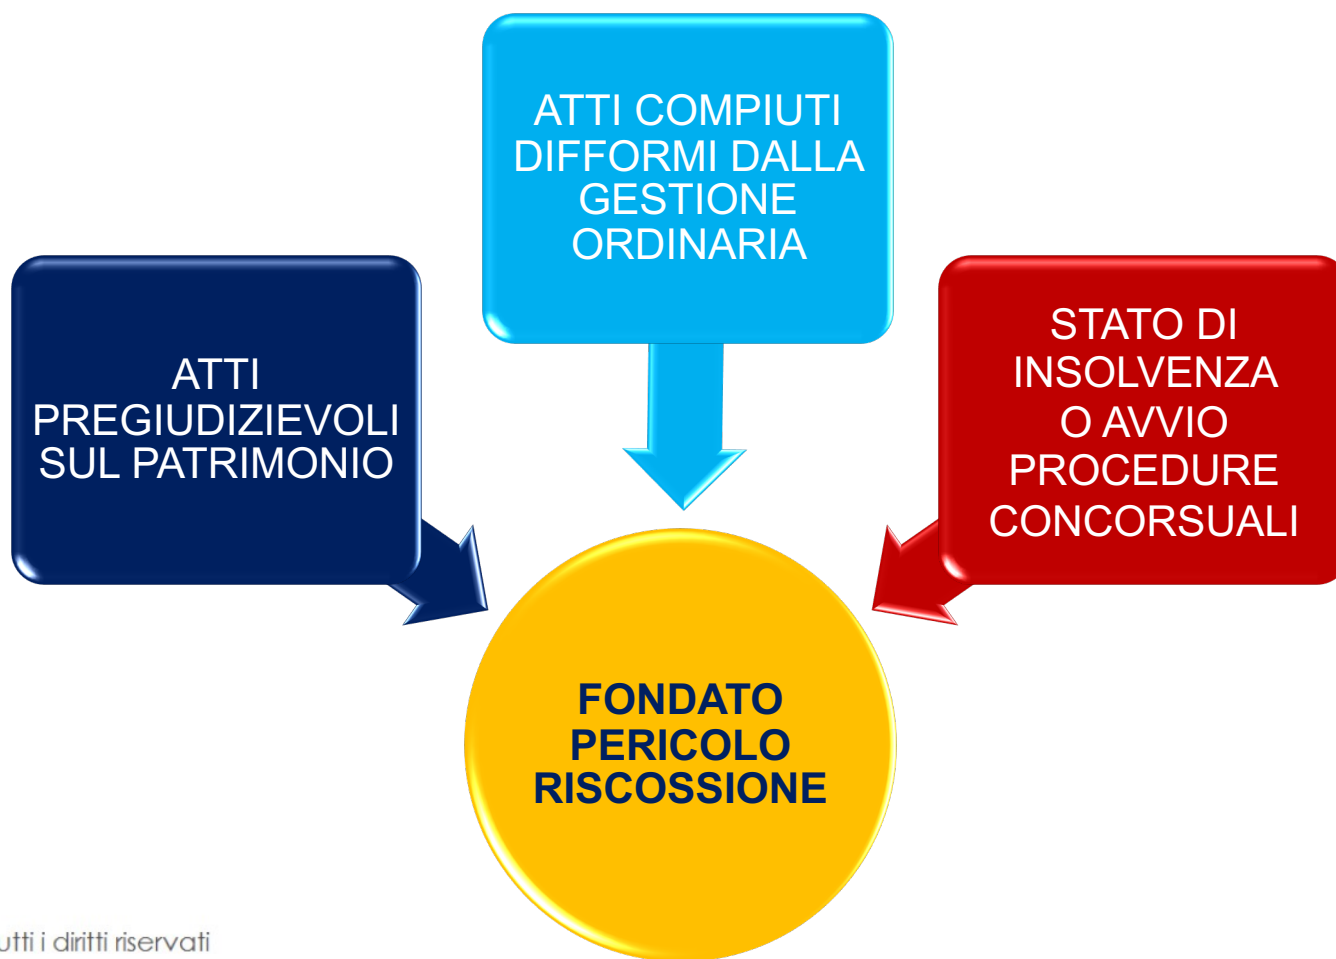 ATTI COMPIUTI
DIFFORMI DALLA
GESTIONE
ORDINARIA
ATTI
PREGIUDIZIEVOLI
SUL PATRIMONIO
STATO DI
INSOLVENZA
O AVVIO
PROCEDURE
CONCORSUALI
FONDATO
PERICOLO
RISCOSSIONE
utti i diritti riservati